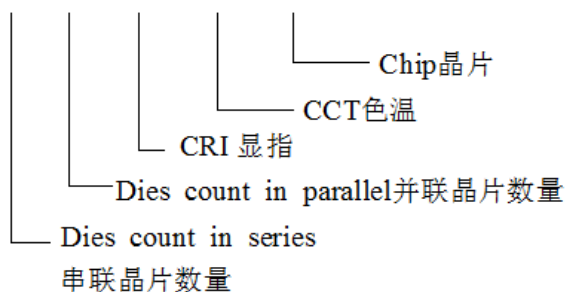 Chip晶片
CCT色温
CRI 显指
Dies count in parallel并联晶片数量
Dies count in series
串联晶片数量